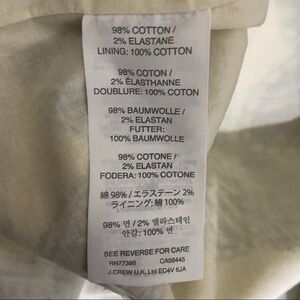 98% COTTON /
2% ELASTANE
LINING: 100% COTTON
98% COTON /
2% ÉLASTHANNE
DOUBLURE: 100% COTON
98% BAUMWOLLE /
2% ELASTAN
FUTTER:
100% BAUMWOLLE
98% COTONE /
2% ELASTAN
FODERA: 100% COTONE
綿 98% / エラステーン 2%
ライニング: 綿 100%
98% 면 / 2% 엘라스테인
안감: 100% 면
SEE REVERSE FOR CARE
RN77388 CA56445
J.CREW U.K. Ltd EC4V 6JA